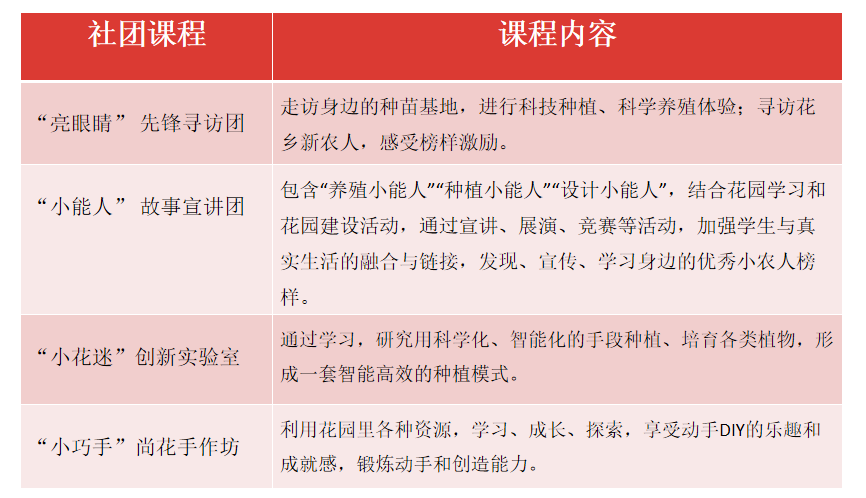 社团课程
课程内容
“亮眼睛” 先锋寻访团
走访身边的种苗基地，进行科技种植、科学养殖体验；寻访花
乡新农人，感受榜样激励。
“小能人” 故事宣讲团
包含“养殖小能人”“种植小能人”“设计小能人”，结合花园学习和
花园建设活动，通过宣讲、展演、竞赛等活动，加强学生与真
实生活的融合与链接，发现、宣传、学习身边的优秀小农人榜
样。
“小花迷”创新实验室
通过学习，研究用科学化、智能化的手段种植、培育各类植物，形
成一套智能高效的种植模式。
“小巧手”尚花手作坊
利用花园里各种资源，学习、成长、探索，享受动手DIY的乐趣和
成就感，锻炼动手和创造能力。